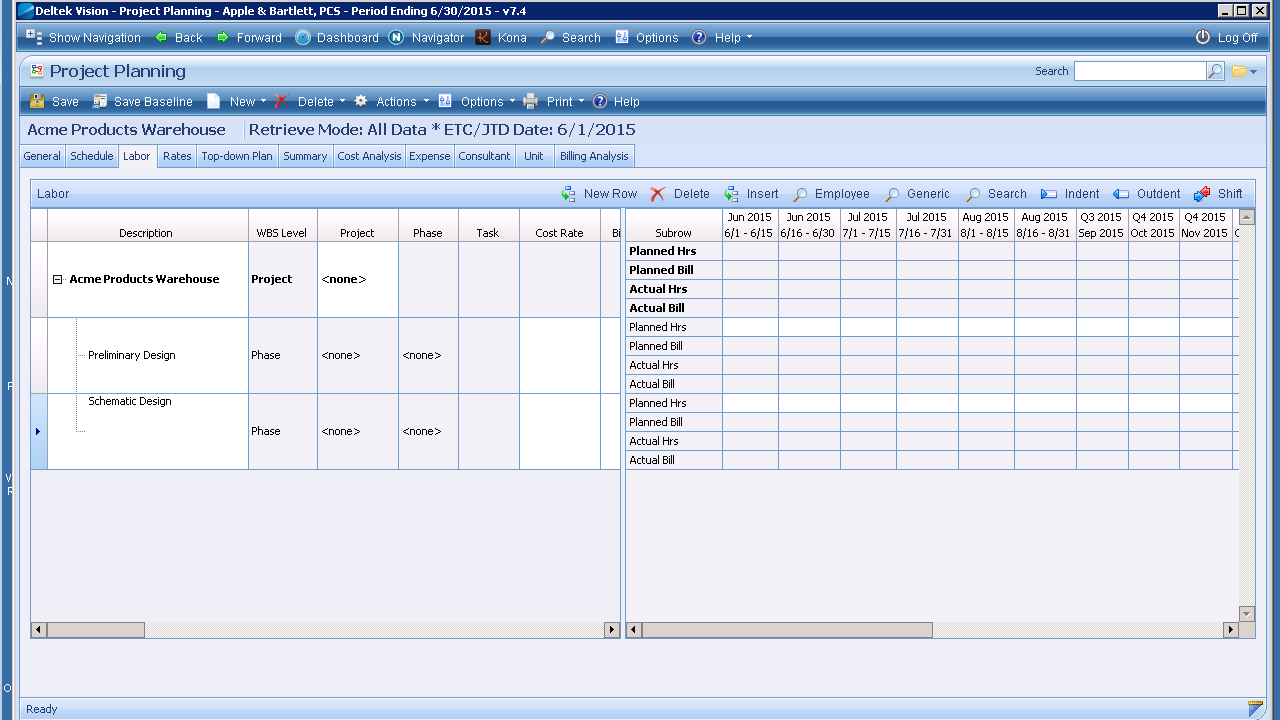 Deltek Vision - Project Planning - Apple & Bartlett, PCS - Period Ending 6/30/2015 - v7.4
Show Navigation Back Forward Dashboard Navigator Kona Search Options Help Log Off
Project Planning Search
Save Save Baseline New Delete Actions Options Print Help
Acme Products Warehouse Retrieve Mode: All Data * ETC/JTD Date: 6/1/2015
General Schedule Labor Rates Top-down Plan Summary Cost Analysis Expense Consultant Unit Billing Analysis
Labor New Row Delete Insert Employee Generic Search Indent Outdent Shift
Jun 2015 Jun 2015 Jul 2015 Jul 2015 Aug 2015 Aug 2015 Q3 2015 Q4 2015 Q4 2015
Description WBS Level Project Phase Task Cost Rate Bi Subrow 6/1 - 6/15 6/16 - 6/30 7/1 - 7/15 7/16 - 7/31 8/1 - 8/15 8/16 - 8/31 Sep 2015 Oct 2015 Nov 2015
Planned Hrs
Planned Bill
Acme Products Warehouse Project <none>
Actual Hrs
Actual Bill
Planned Hrs
Planned Bill
Preliminary Design Phase <none> <none>
Actual Hrs
Actual Bill
Schematic Design Planned Hrs
Planned Bill
Phase <none> <none>
Actual Hrs
Actual Bill
Ready